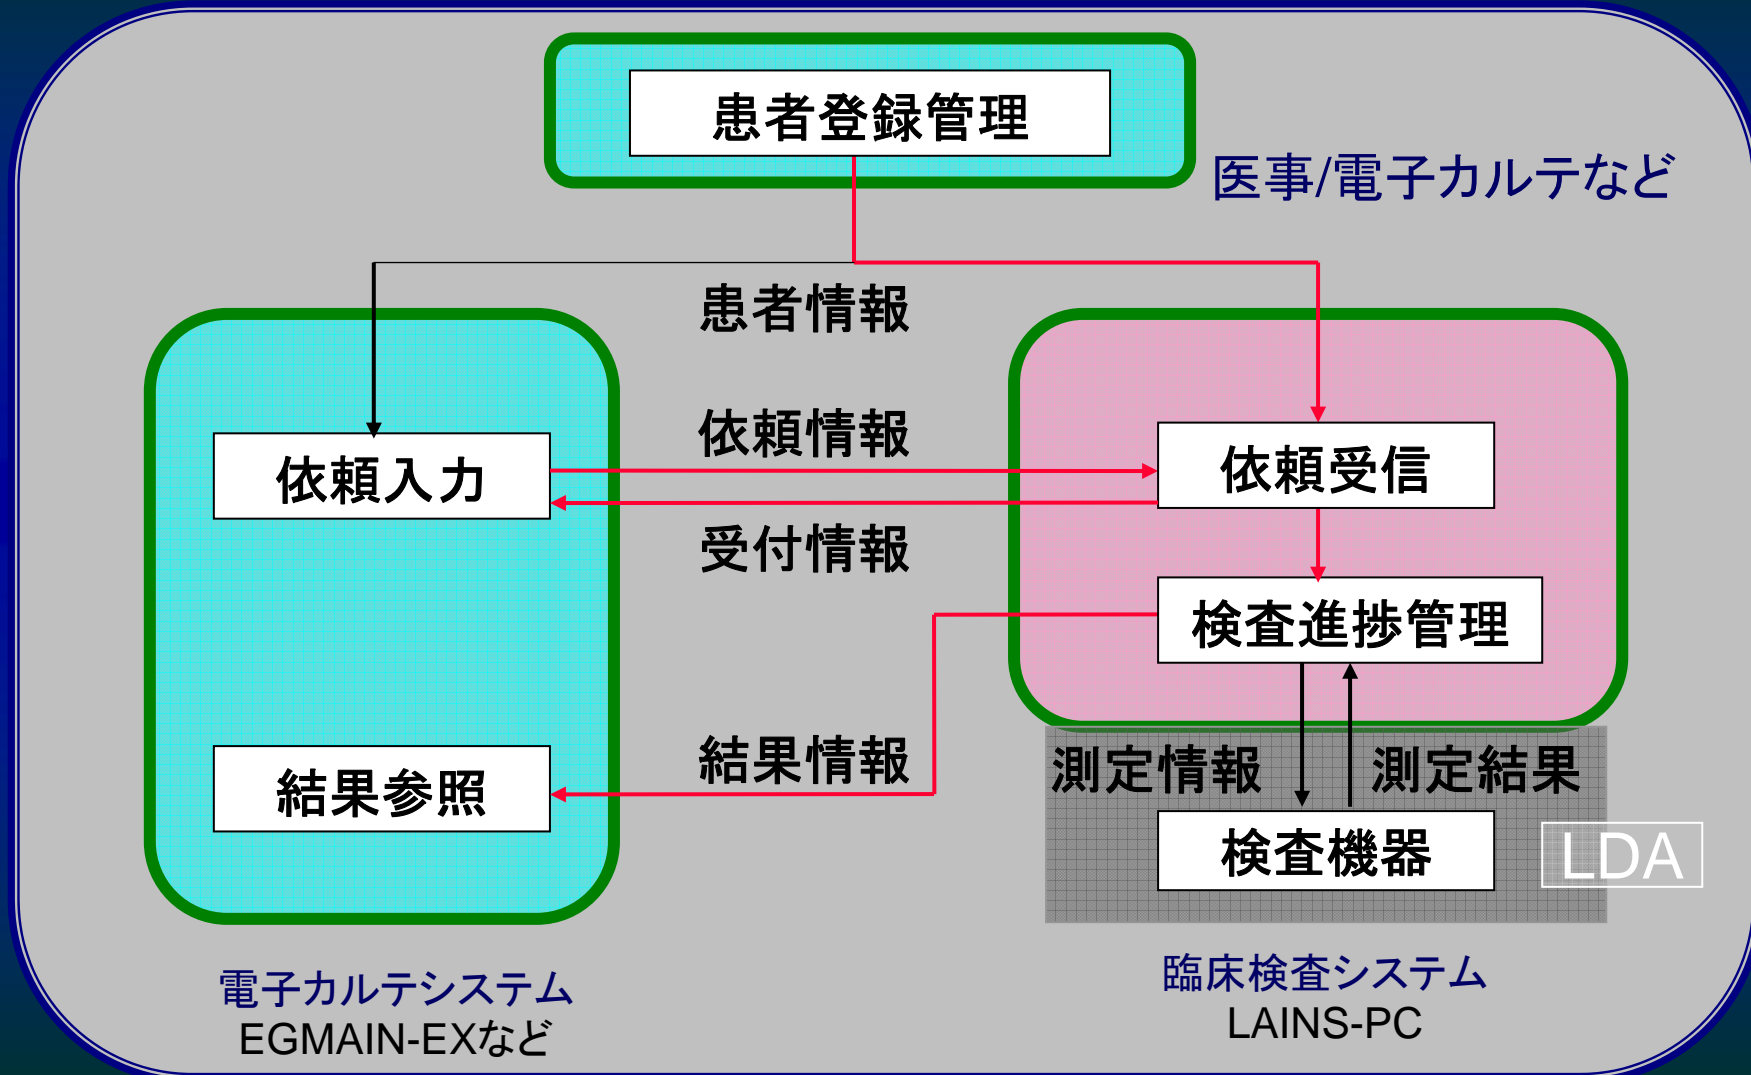 患者登録管理
医事/電子カルテなど
患者情報
依頼情報
依頼入力
依頼受信
受付情報
検査進捗管理
結果情報
測定情報
測定結果
結果参照
検査機器
LDA
電子カルテシステム
EGMAIN-EXなど
臨床検査システム
LAINS-PC